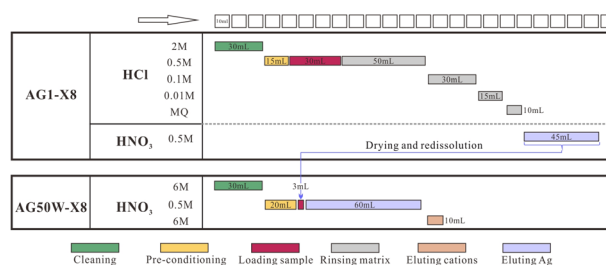 10mL
AG1-X8
HCl
2M
30mL
0.5M
15mL
30mL
50mL
0.1M
30mL
0.01M
15mL
MQ
10mL
HNO₃
0.5M
45mL
Drying and redissolution
AG50W-X8
HNO₃
6M
30mL
3mL
0.5M
20mL
60mL
6M
10mL
Cleaning
Pre-conditioning
Loading sample
Rinsing matrix
Eluting cations
Eluting Ag